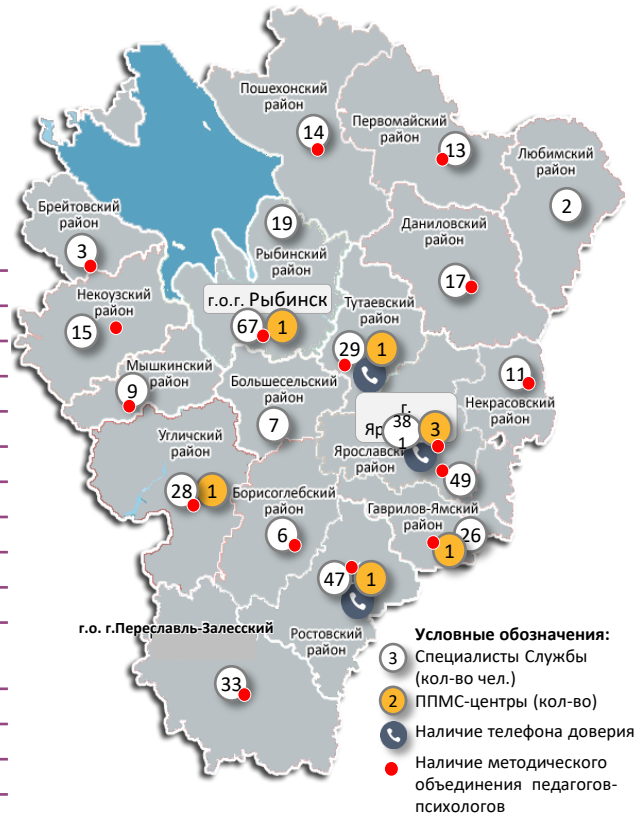 Пошехонский
район
14
Первомайский
район
13
Любимский
район
2
Брейтовский
район
3
19
Рыбинский
район
Даниловский
район
17
Некоузский
район
15
г.о.г. Рыбинск
67
1
Тутаевский
район
29
1
Мышкинский
район
9
Большесельский
район
7
11
Некрасовский
район
г.
38
1
3
Ярославский
район
49
Угличский
район
28
1
Борисоглебский
район
6
Гаврилов-Ямский
район
26
1
47
1
Ростовский
район
г.о. г.Переславль-Залесский
33
Условные обозначения:
3
Специалисты Службы
(кол-во чел.)
2
ППМС-центры (кол-во)
Наличие телефона доверия
Наличие методического
объединения педагогов-
психологов